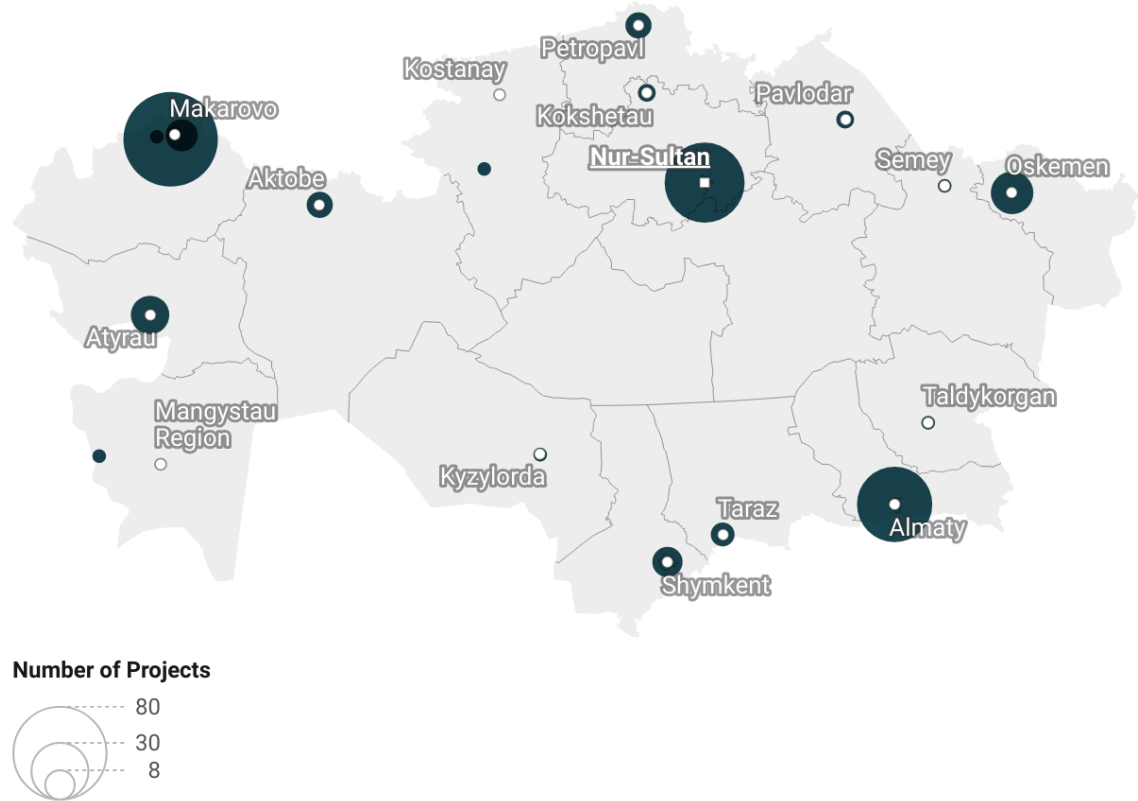 Petropavl
Kostanay
Pavlodar
Makarovo
Kokshetau
Nur-Sultan
Semey
Oskemen
Aktobe
Atyrau
Taldykorgan
Mangystau
Region
Kyzylorda
Taraz
Almaty
Shymkent
Number of Projects
80
30
8